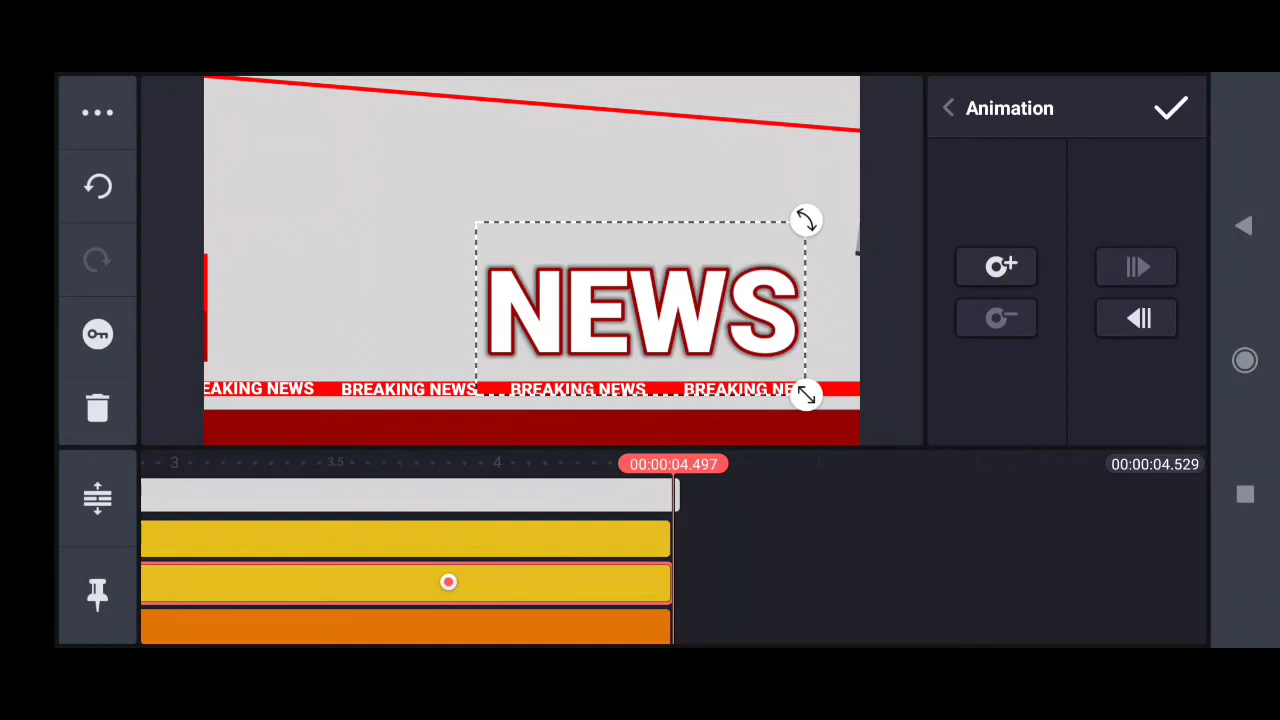 Animation
NEWS
EAKING NEWS BREAKING NEWS BREAKING NEWS BREAKING NE
3 3.5 4 00:00:04.497 00:00:04.529